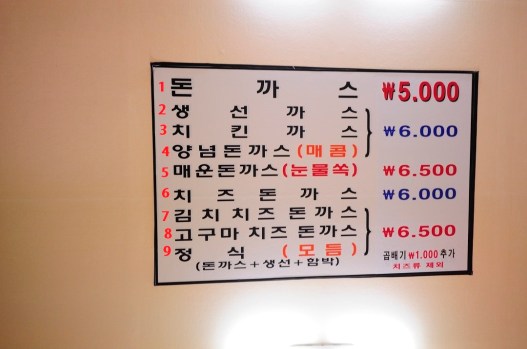 1 돈까스 ₩5.000
2 생선까스
3 치킨까스 ₩6.000
4 양념돈까스(매콤)
5 매운돈까스(눈물쏙) ₩6.500
6 치즈돈까스 ₩6.000
7 김치치즈돈까스
8 고구마치즈돈까스 ₩6.500
9 정식(모듬)
(돈까스+생선+함박)
곱배기 ₩1,000 추가
치즈류 제외